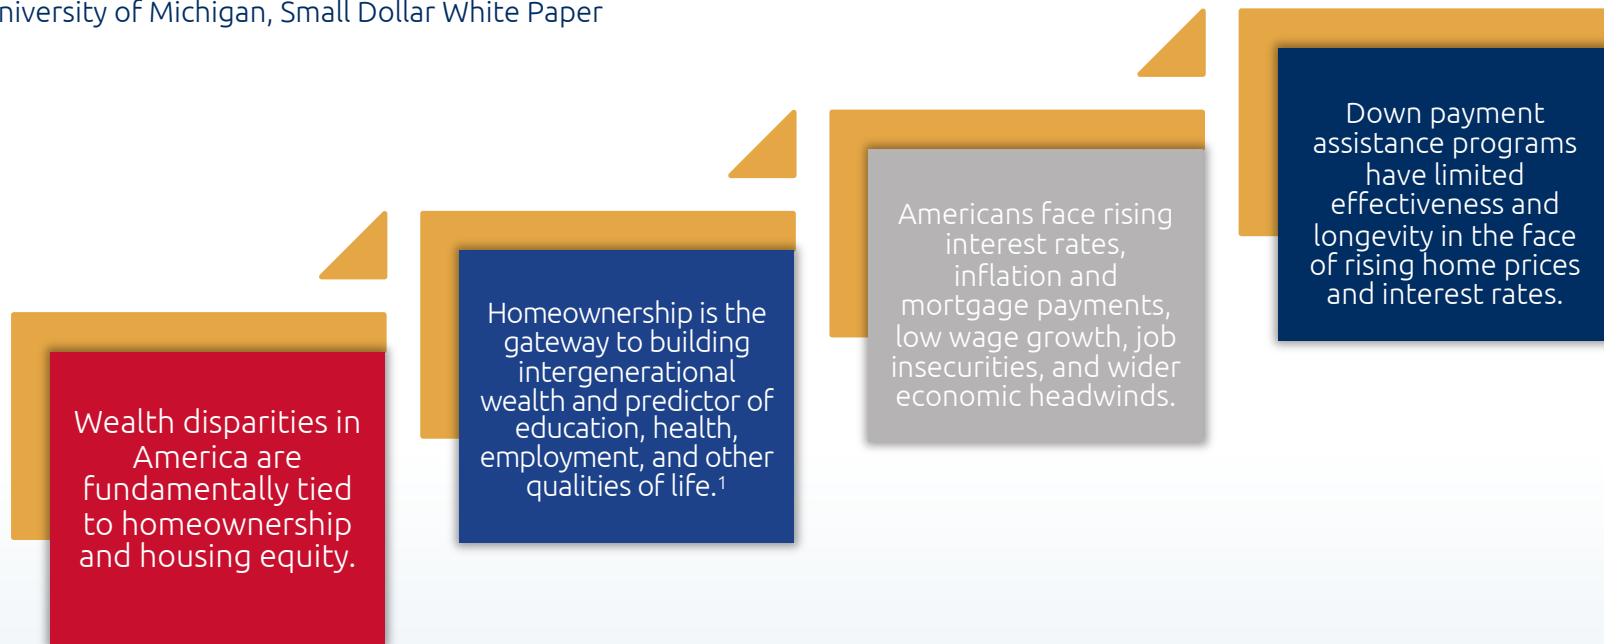 niversity of Michigan, Small Dollar White Paper
Wealth disparities in
America are
fundamentally tied
to homeownership
and housing equity.
Homeownership is the
gateway to building
intergenerational
wealth and predictor of
education, health,
employment, and other
qualities of life.¹
Americans face rising
interest rates,
inflation and
mortgage payments,
low wage growth, job
insecurities, and wider
economic headwinds.
Down payment
assistance programs
have limited
effectiveness and
longevity in the face
of rising home prices
and interest rates.